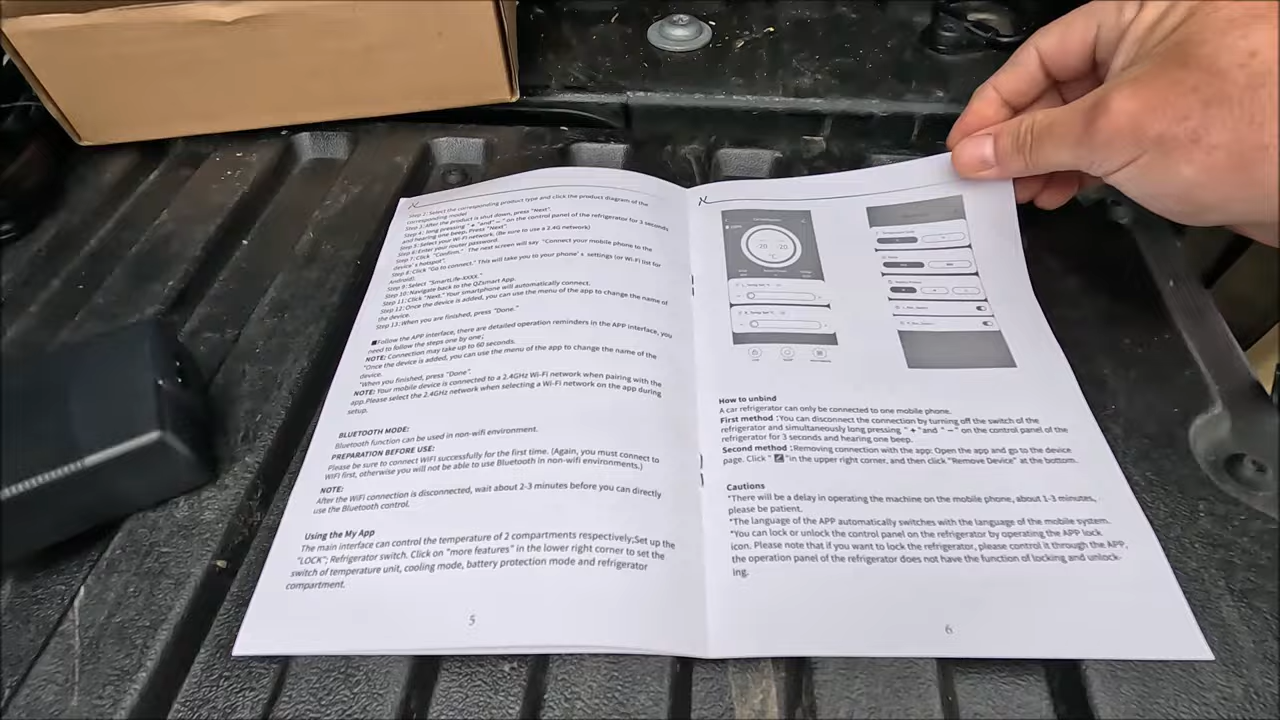 Step 2: Select the corresponding product type and click the product diagram of the
corresponding model
Step 3: After the product is shut down, press "Next".
Step 4: long pressing " + "and" − " on the control panel of the refrigerator for 3 seconds
and hearing one beep. Press "Next"
Step 5: Select your Wi-Fi network. (Be sure to use a 2.4G network)
Step 6: Enter your router password.
Step 7: Click "Confirm." The next screen will say "Connect your mobile phone to the
device's hotspot".
Step 8: Click "Go to connect." This will take you to your phone's settings (or Wi-Fi list for
Android).
Step 9: Select "SmartLife-XXXX."
Step 10: Navigate back to the QZsmart App.
Step 11: Click "Next." Your smartphone will automatically connect.
Step 12: Once the device is added, you can use the menu of the app to change the name of
the device.
Step 13: When you are finished, press "Done."
■Follow the APP interface, there are detailed operation reminders in the APP interface, you
need to follow the steps one by one;
NOTE: Connection may take up to 60 seconds.
*Once the device is added, you can use the menu of the app to change the name of the
device.
*When you finished, press "Done".
NOTE: Your mobile device is connected to a 2.4GHz Wi-Fi network when pairing with the
app.Please select the 2.4GHz network when selecting a Wi-Fi network on the app during
setup.
BLUETOOTH MODE:
Bluetooth function can be used in non-wifi environment.
PREPARATION BEFORE USE:
Please be sure to connect WIFI successfully for the first time. (Again, you must connect to
WiFi first, otherwise you will not be able to use Bluetooth in non-wifi environments.)
NOTE:
After the WiFi connection is disconnected, wait about 2-3 minutes before you can directly
use the Bluetooth control.
Using the My App
The main interface can control the temperature of 2 compartments respectively;Set up the
"LOCK"; Refrigerator switch. Click on "more features" in the lower right corner to set the
switch of temperature unit, cooling mode, battery protection mode and refrigerator
compartment.
5
-20 -20
°C
How to unbind
A car refrigerator can only be connected to one mobile phone.
First method :You can disconnect the connection by turning off the switch of the
refrigerator and simultaneously long pressing " + "and " − " on the control panel of the
refrigerator for 3 seconds and hearing one beep.
Second method :Removing connection with the app: Open the app and go to the device
page. Click " "in the upper right corner, and then click "Remove Device" at the bottom.
Cautions
*There will be a delay in operating the machine on the mobile phone, about 1-3 minutes,
please be patient.
*The language of the APP automatically switches with the language of the mobile system.
*You can lock or unlock the control panel on the refrigerator by operating the APP lock
icon. Please note that if you want to lock the refrigerator, please control it through the APP,
the operation panel of the refrigerator does not have the function of locking and unlock-
ing.
6